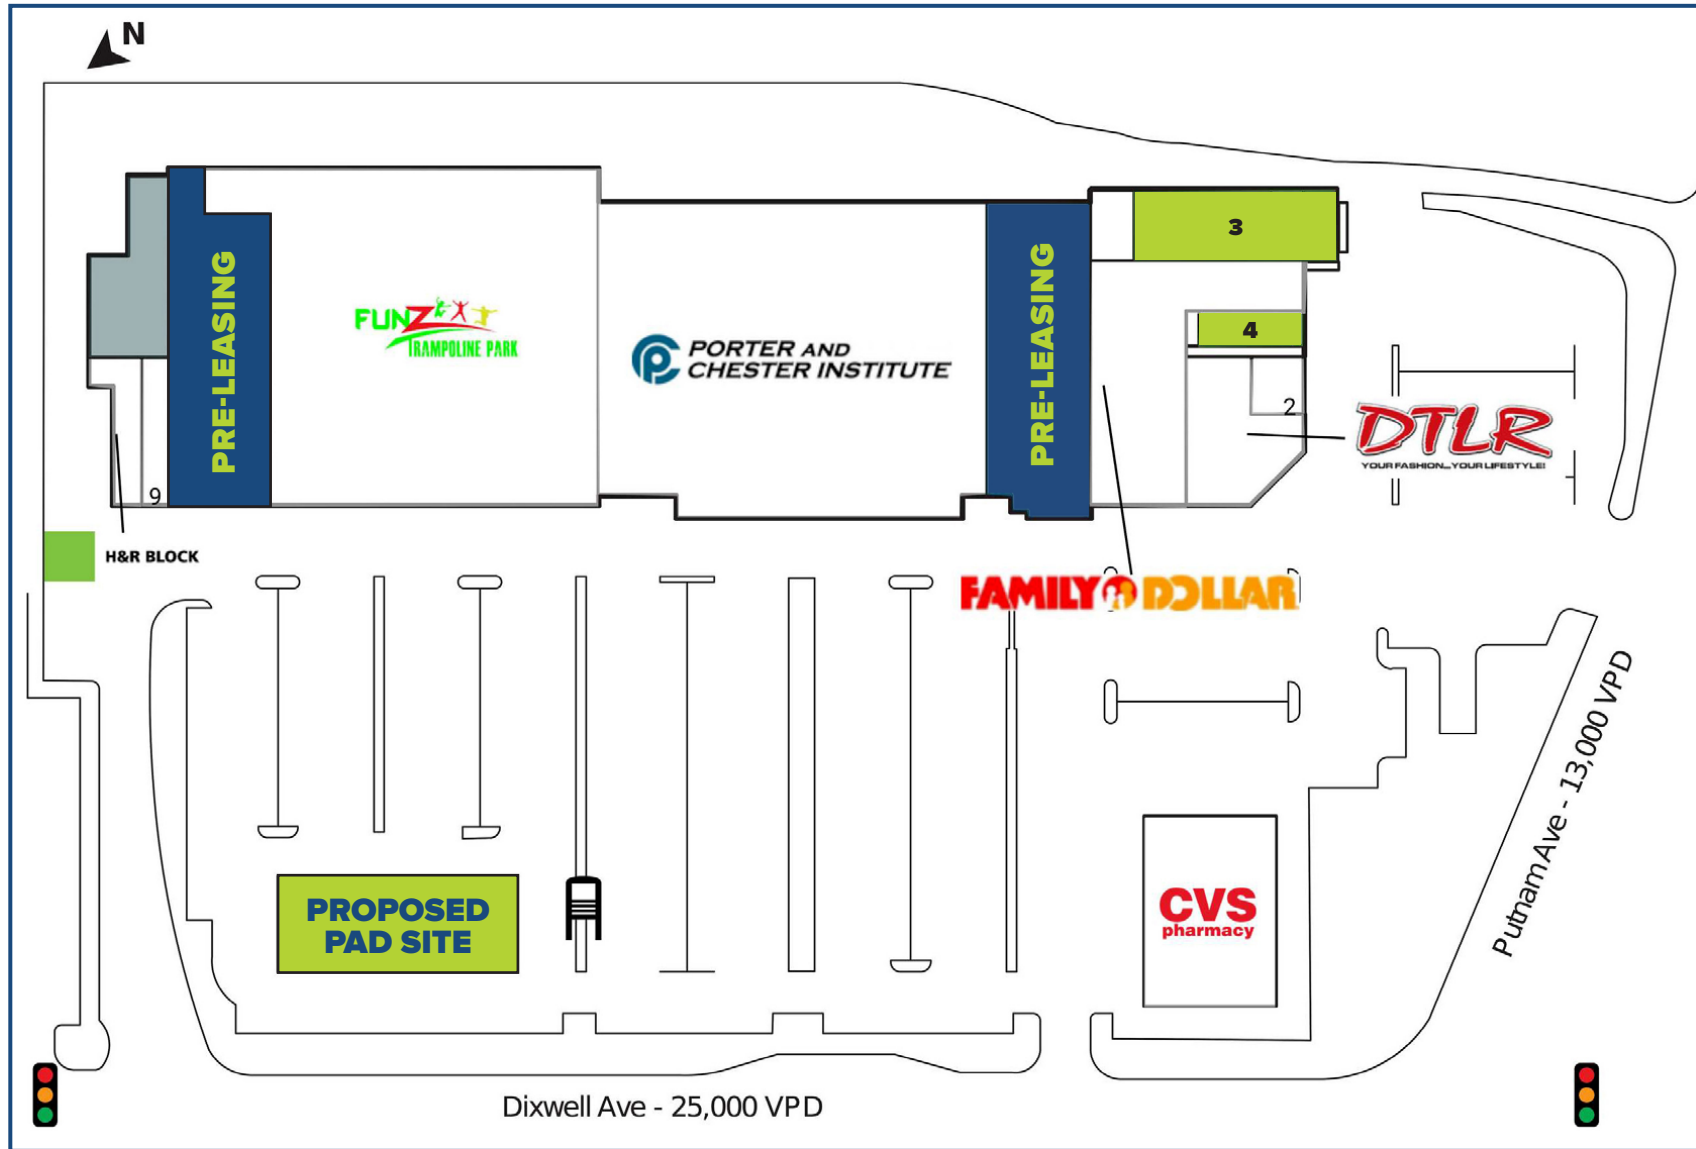 N
PRE-LEASING
FUNZ
TRAMPOLINE PARK
PORTER AND
CHESTER INSTITUTE
PRE-LEASING
3
4
2
DTLR
YOUR FASHION...YOUR LIFESTYLE!
9
H&R BLOCK
FAMILY DOLLAR
PROPOSED
PAD SITE
CVS
pharmacy
Putnam Ave - 13,000 VPD
Dixwell Ave - 25,000 VPD